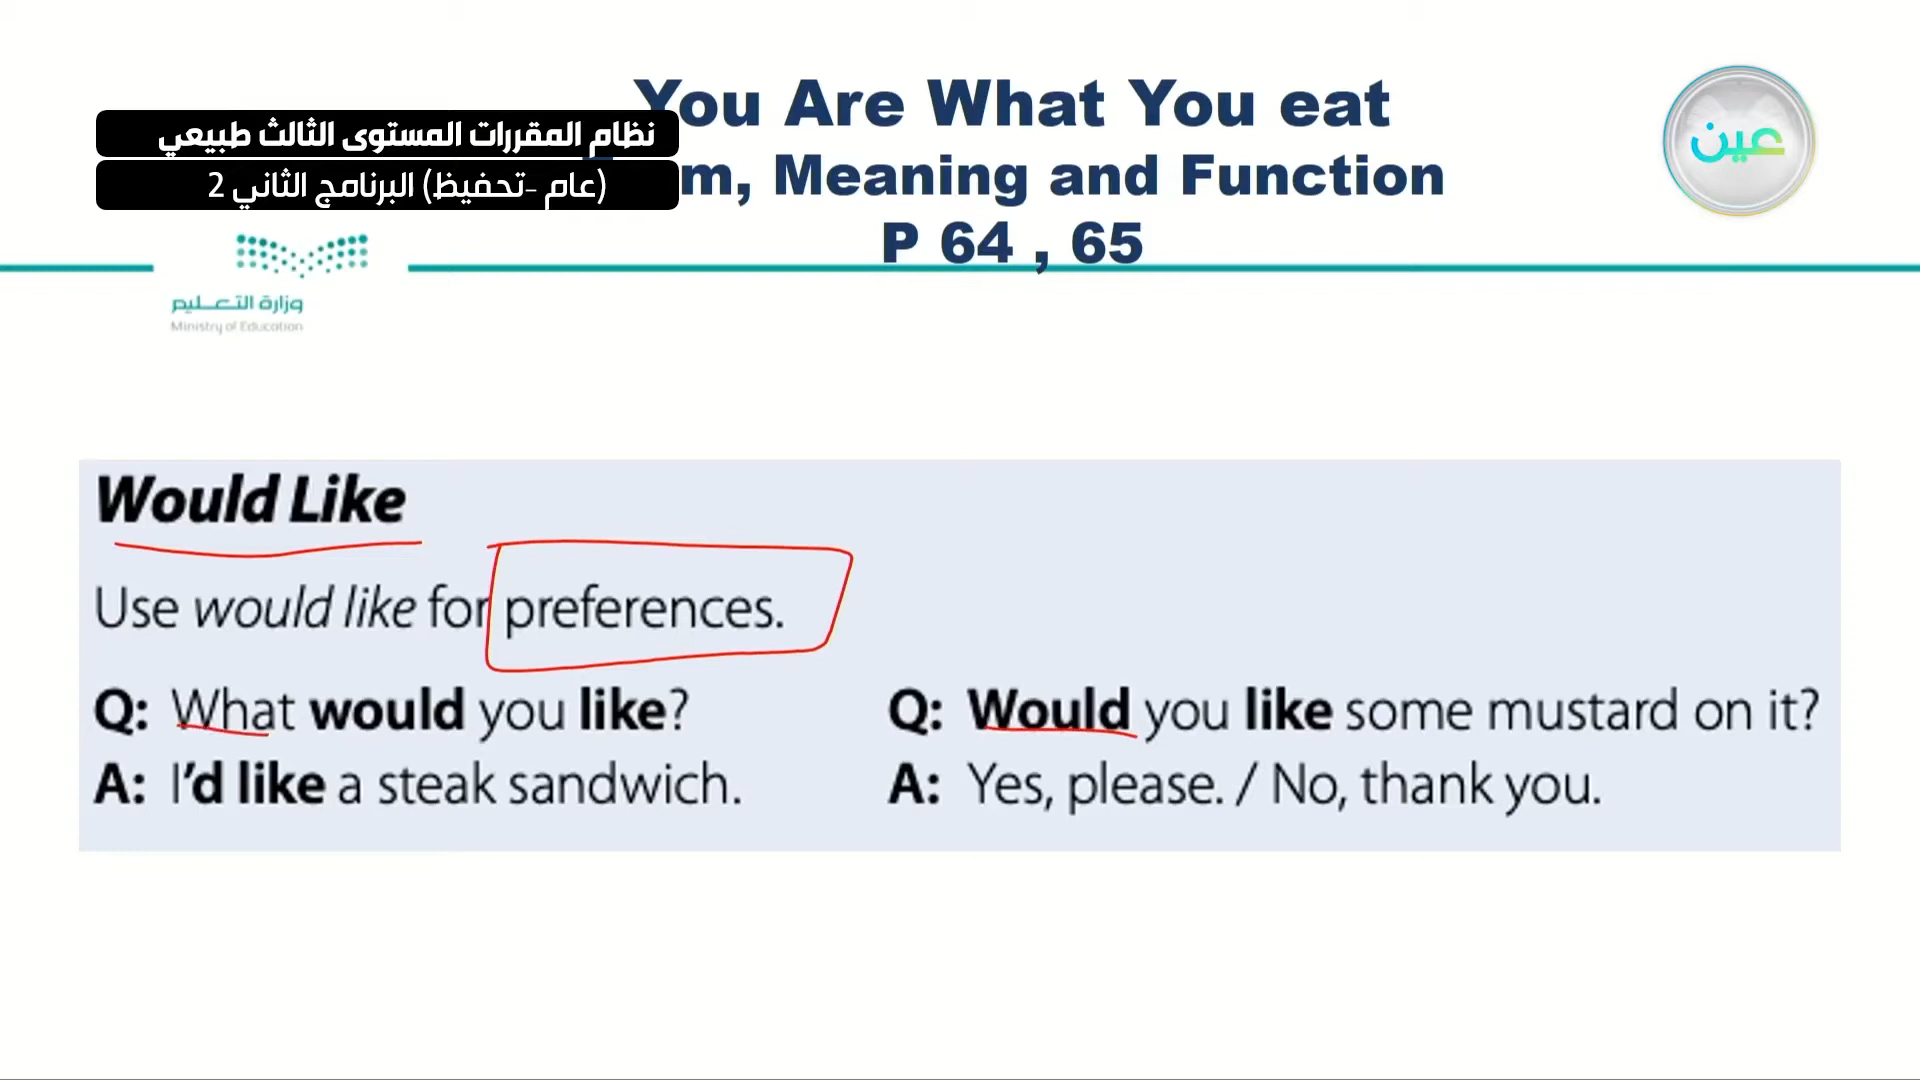 You Are What You eat
نظام المقررات المستوى الثالث طبيعي
m, Meaning and Function
(عام -تحفيظ) البرنامج الثاني 2
P 64 , 65
عين
وزارة التعليم
Ministry of Education
Would Like
Use would like for preferences.
Q: What would you like?
A: I'd like a steak sandwich.
Q: Would you like some mustard on it?
A: Yes, please. / No, thank you.